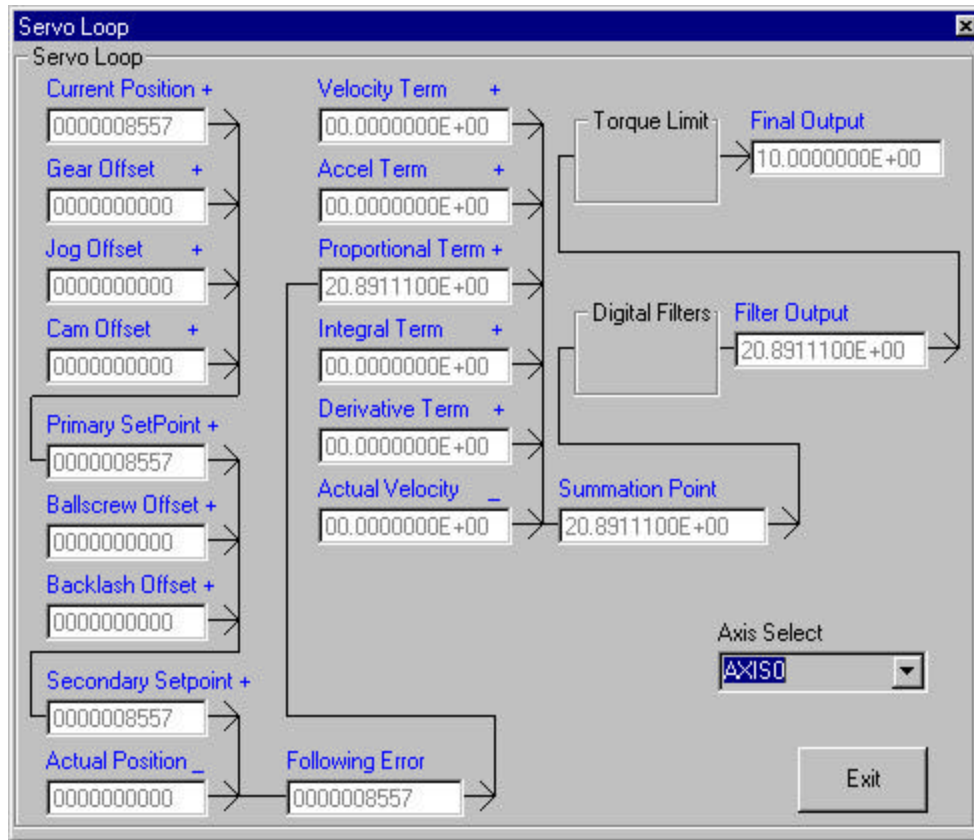 Servo Loop
Servo Loop
Current Position +
0000008557
Gear Offset +
0000000000
Jog Offset +
0000000000
Cam Offset +
0000000000
Primary SetPoint +
0000008557
Ballscrew Offset +
0000000000
Backlash Offset +
0000000000
Secondary Setpoint +
0000008557
Actual Position _
0000000000
Velocity Term +
00.0000000E+00
Accel Term +
00.0000000E+00
Proportional Term +
20.8911100E+00
Integral Term +
00.0000000E+00
Derivative Term +
Actual Velocity _
00.0000000E+00
00.0000000E+00
Following Error
0000008557
Summation Point
20.8911100E+00
Torque Limit
Final Output
10.0000000E+00
Digital Filters
Filter Output
20.8911100E+00
Axis Select
AXIS0
Exit